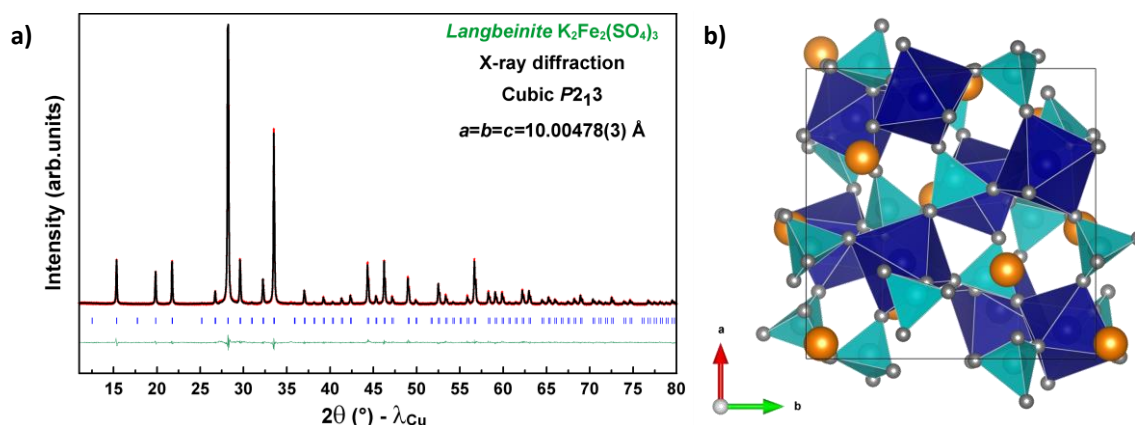 a)
Langbeinite K₂Fe₂(SO₄)₃
X-ray diffraction
Cubic P2₁3
a=b=c=10.00478(3) Å
Intensity (arb.units)
15 20 25 30 35 40 45 50 55 60 65 70 75 80
2θ (°) - λCu
b)
a
b